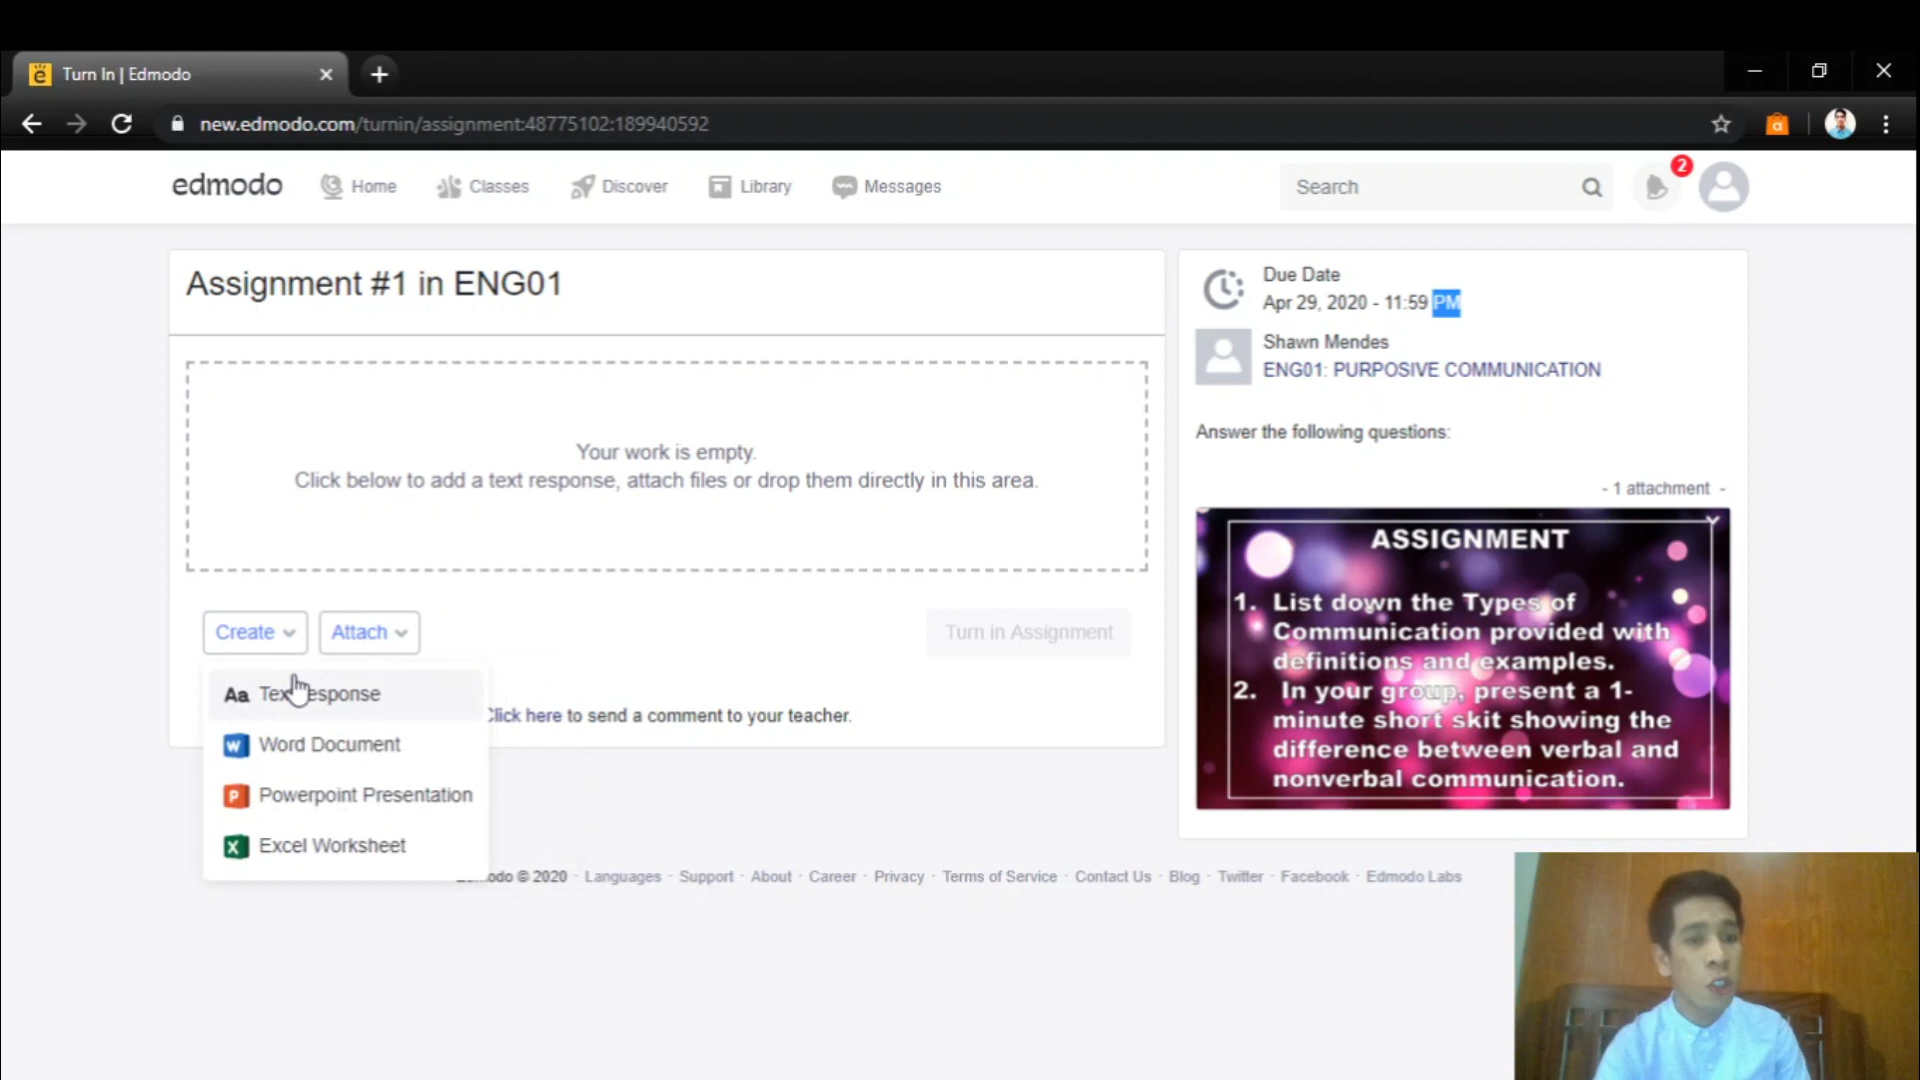 Turn In | Edmodo
new.edmodo.com/turnin/assignment:48775102:189940592
edmodo
Home
Classes
Discover
Library
Messages
Search
2
Assignment #1 in ENG01
Your work is empty.
Click below to add a text response, attach files or drop them directly in this area.
Create
Attach
Turn in Assignment
Aa
Text Response
Word Document
Powerpoint Presentation
Excel Worksheet
Click here to send a comment to your teacher.
Due Date
Apr 29, 2020 - 11:59 PM
Shawn Mendes
ENG01: PURPOSIVE COMMUNICATION
Answer the following questions:
- 1 attachment -
ASSIGNMENT
1. List down the Types of
Communication provided with
definitions and examples.
2. In your group, present a 1-
minute short skit showing the
difference between verbal and
nonverbal communication.
Edmodo © 2020 · Languages · Support · About · Career · Privacy · Terms of Service · Contact Us · Blog · Twitter · Facebook · Edmodo Labs